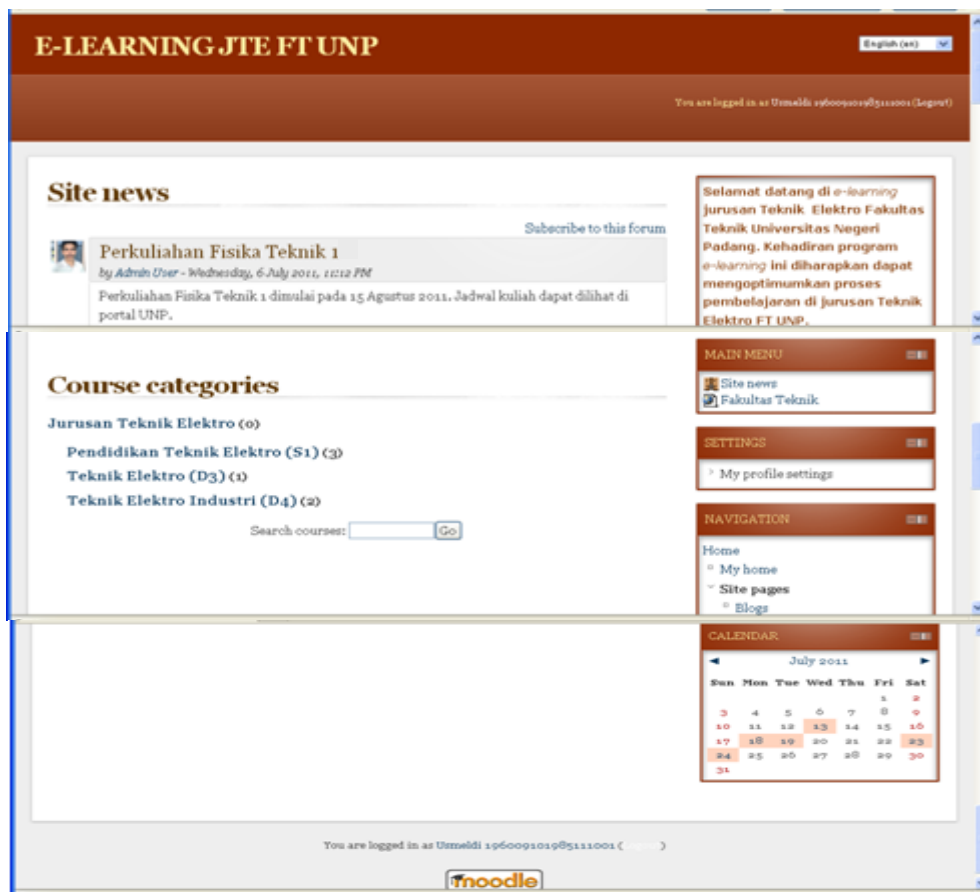 E-LEARNING JTE FT UNP
English (en)
You are logged in as Usmeldi 196009101985111001 (Logout)
Site news
Subscribe to this forum
Perkuliahan Fisika Teknik 1
by Admin User - Wednesday, 6 July 2011, 11:12 PM
Perkuliahan Fisika Teknik 1 dimulai pada 15 Agustus 2011. Jadwal kuliah dapat dilihat di
portal UNP.
Selamat datang di e-learning
jurusan Teknik Elektro Fakultas
Teknik Universitas Negeri
Padang. Kehadiran program
e-learning ini diharapkan dapat
mengoptimumkan proses
pembelajaran di jurusan Teknik
Elektro FT UNP.
Course categories
Jurusan Teknik Elektro (0)
Pendidikan Teknik Elektro (S1) (3)
Teknik Elektro (D3) (1)
Teknik Elektro Industri (D4) (2)
Search courses: Go
MAIN MENU
Site news
Fakultas Teknik
SETTINGS
My profile settings
NAVIGATION
Home
My home
Site pages
Blogs
CALENDAR
July 2011
Sun Mon Tue Wed Thu Fri Sat
1 2
3 4 5 6 7 8 9
10 11 12 13 14 15 16
17 18 19 20 21 22 23
24 25 26 27 28 29 30
31
You are logged in as Usmeldi 196009101985111001 ( )
moodle